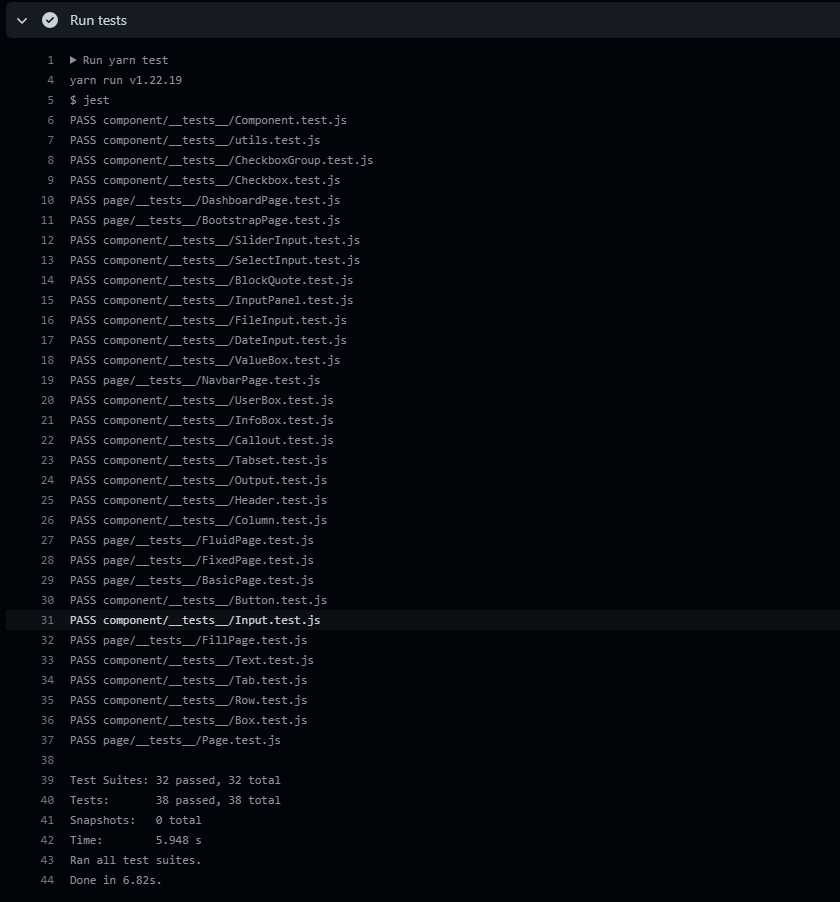 Run tests
1 ▶ Run yarn test
4 yarn run v1.22.19
5 $ jest
6 PASS component/__tests__/Component.test.js
7 PASS component/__tests__/utils.test.js
8 PASS component/__tests__/CheckboxGroup.test.js
9 PASS component/__tests__/Checkbox.test.js
10 PASS page/__tests__/DashboardPage.test.js
11 PASS page/__tests__/BootstrapPage.test.js
12 PASS component/__tests__/SliderInput.test.js
13 PASS component/__tests__/SelectInput.test.js
14 PASS component/__tests__/BlockQuote.test.js
15 PASS component/__tests__/InputPanel.test.js
16 PASS component/__tests__/FileInput.test.js
17 PASS component/__tests__/DateInput.test.js
18 PASS component/__tests__/ValueBox.test.js
19 PASS page/__tests__/NavbarPage.test.js
20 PASS component/__tests__/UserBox.test.js
21 PASS component/__tests__/InfoBox.test.js
22 PASS component/__tests__/Callout.test.js
23 PASS component/__tests__/Tabset.test.js
24 PASS component/__tests__/Output.test.js
25 PASS component/__tests__/Header.test.js
26 PASS component/__tests__/Column.test.js
27 PASS page/__tests__/FluidPage.test.js
28 PASS page/__tests__/FixedPage.test.js
29 PASS page/__tests__/BasicPage.test.js
30 PASS component/__tests__/Button.test.js
31 PASS component/__tests__/Input.test.js
32 PASS page/__tests__/FillPage.test.js
33 PASS component/__tests__/Text.test.js
34 PASS component/__tests__/Tab.test.js
35 PASS component/__tests__/Row.test.js
36 PASS component/__tests__/Box.test.js
37 PASS page/__tests__/Page.test.js
38
39 Test Suites: 32 passed, 32 total
40 Tests: 38 passed, 38 total
41 Snapshots: 0 total
42 Time: 5.948 s
43 Ran all test suites.
44 Done in 6.82s.